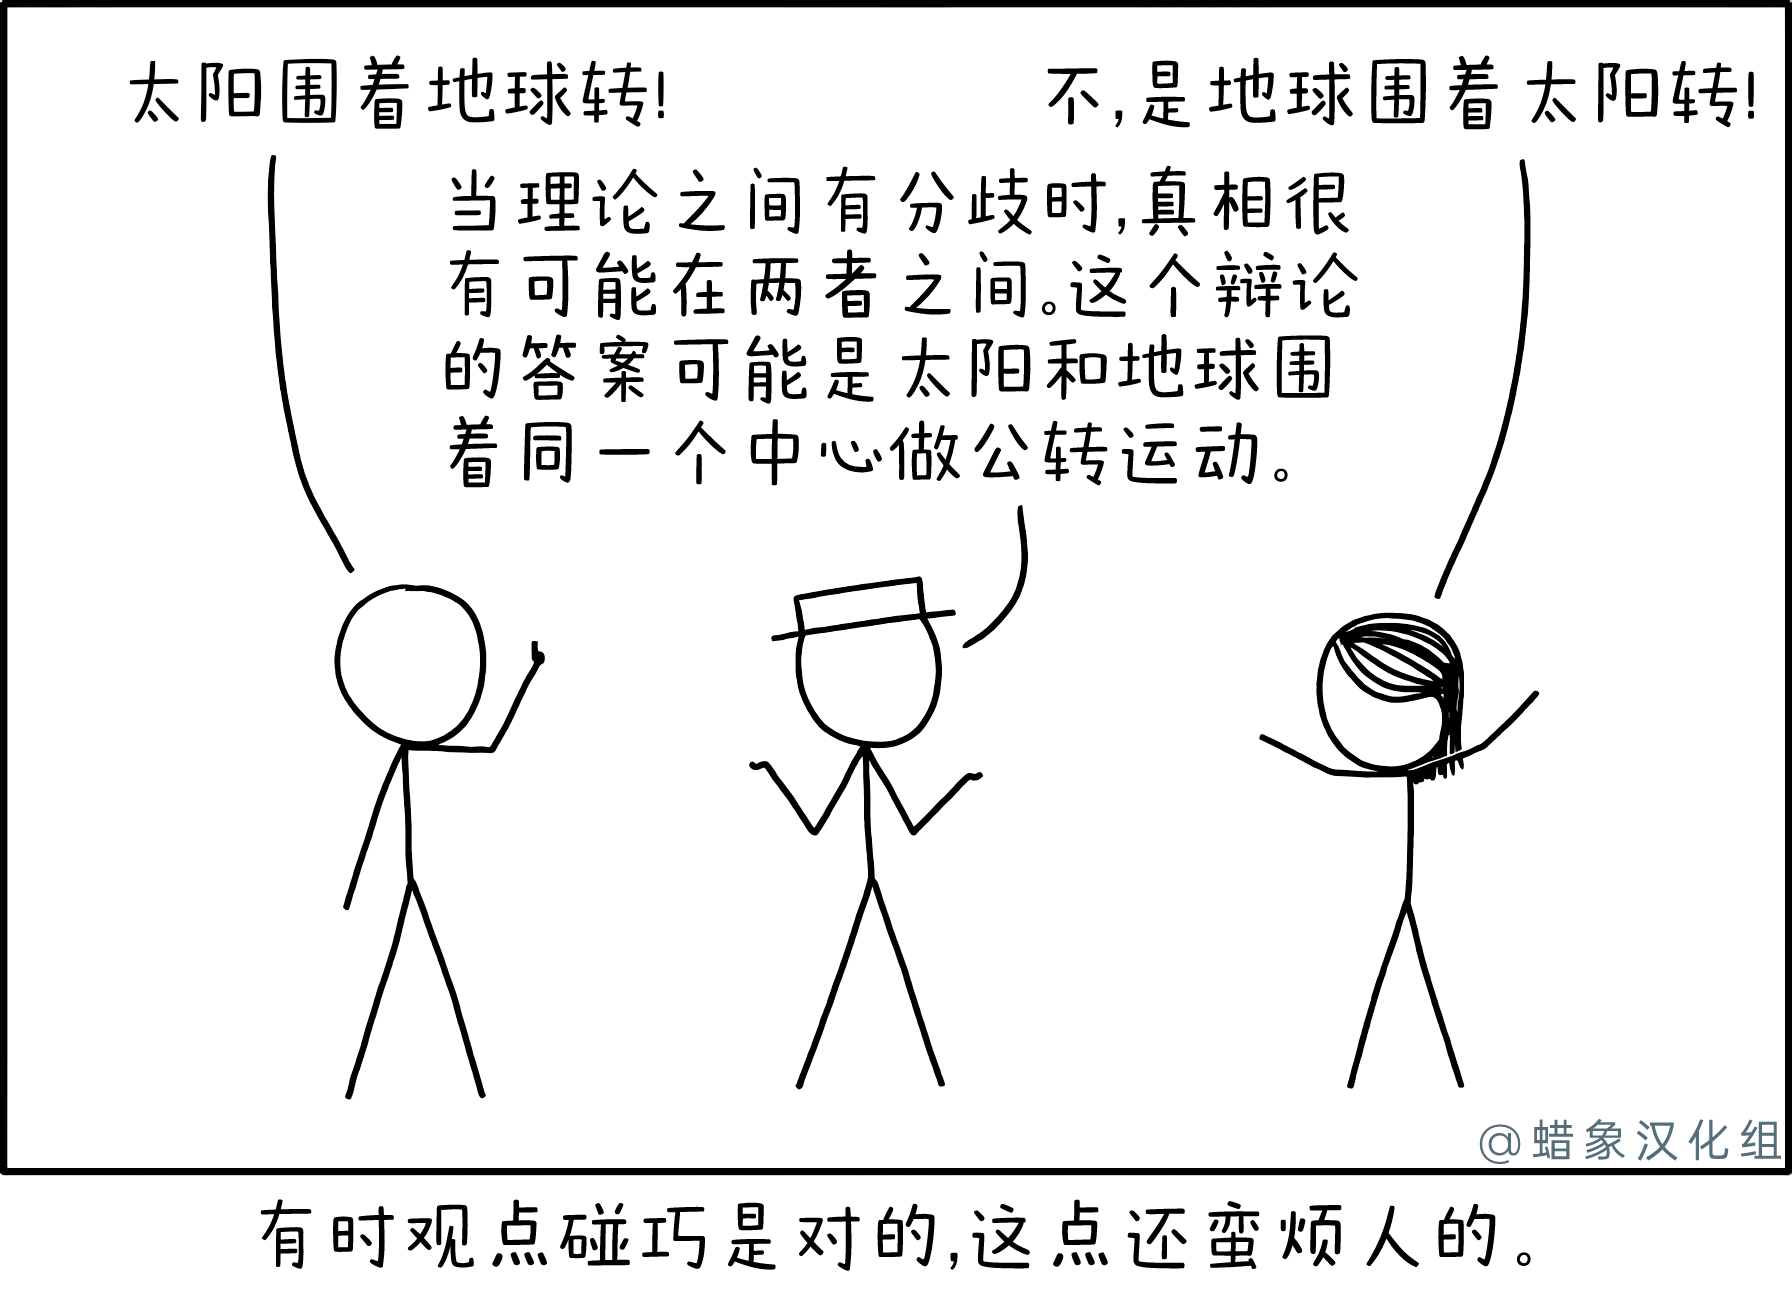 太阳围着地球转!
不,是地球围着太阳转!
当理论之间有分歧时,真相很
有可能在两者之间。这个辩论
的答案可能是太阳和地球围
着同一个中心做公转运动。
@蜡象汉化组
有时观点碰巧是对的,这点还蛮烦人的。